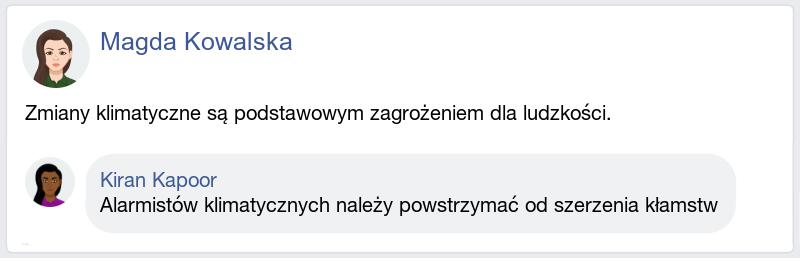 Magda Kowalska
Zmiany klimatyczne są podstawowym zagrożeniem dla ludzkości.
Kiran Kapoor
Alarmistów klimatycznych należy powstrzymać od szerzenia kłamstw